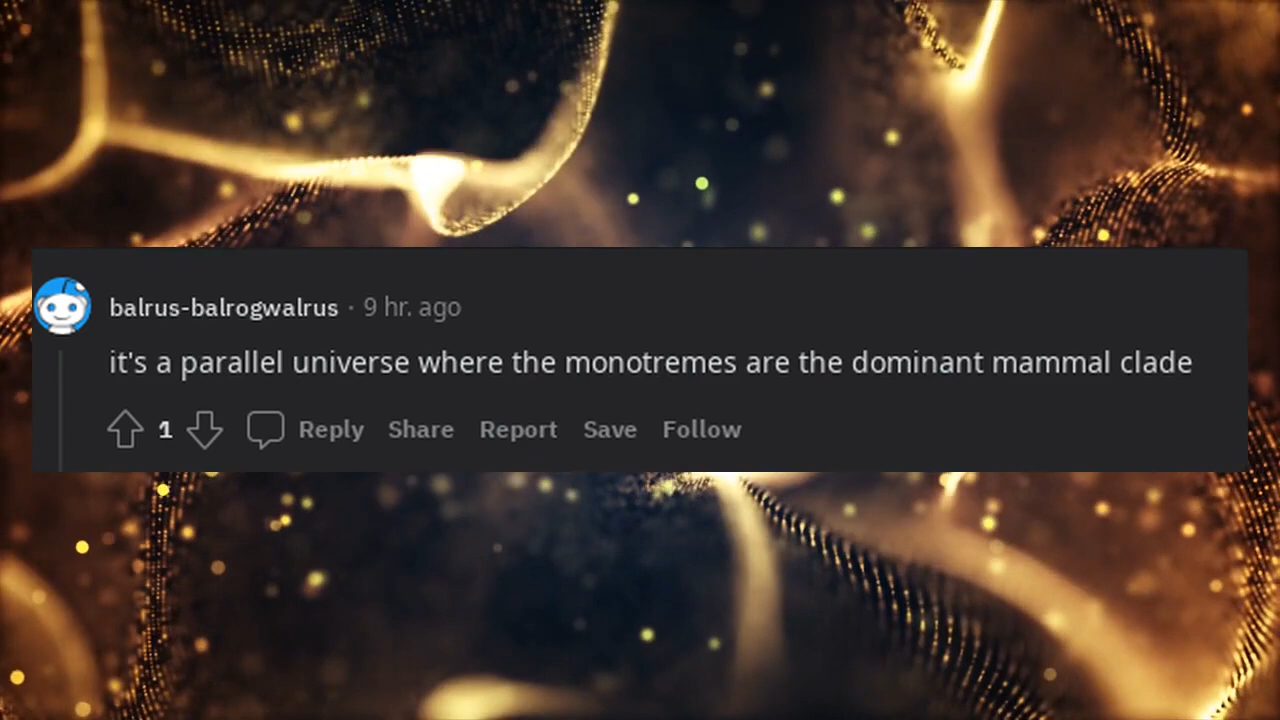 balrus-balrogwalrus · 9 hr. ago
it's a parallel universe where the monotremes are the dominant mammal clade
1 Reply Share Report Save Follow